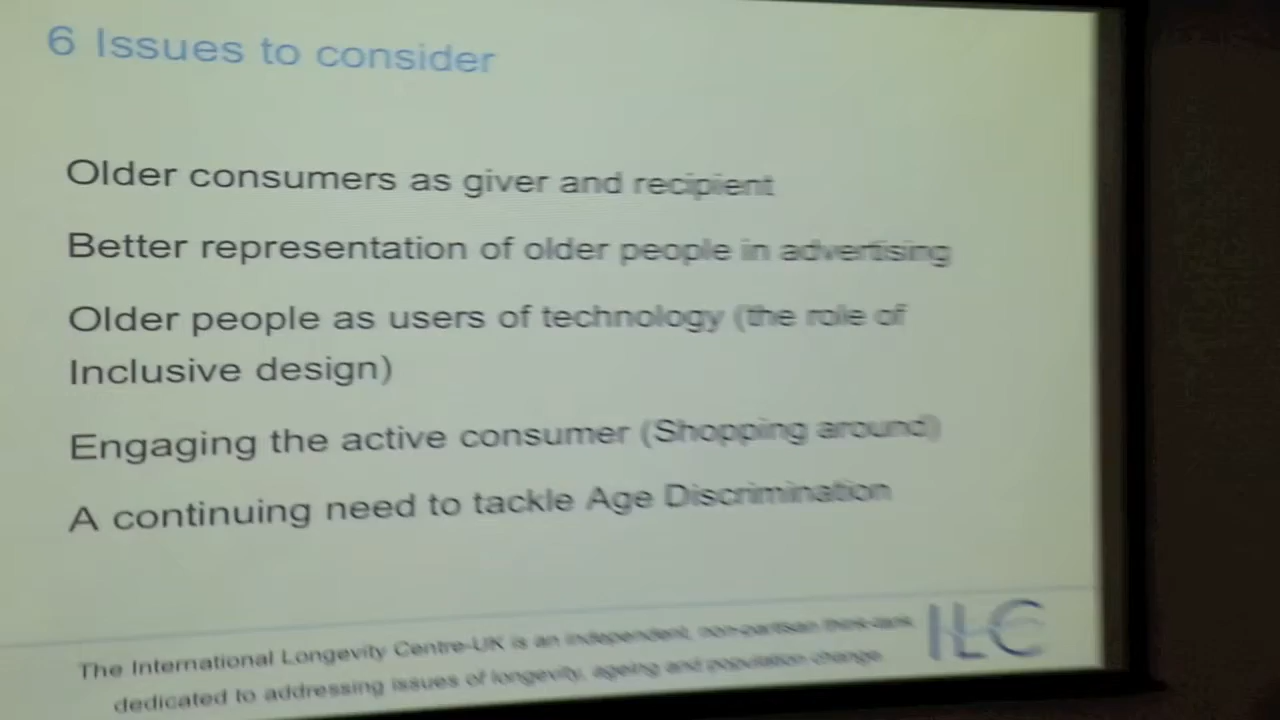 6 Issues to consider
Older consumers as giver and recipient
Better representation of older people in advertising
Older people as users of technology (the role of
Inclusive design)
Engaging the active consumer (Shopping around)
A continuing need to tackle Age Discrimination
The International Longevity Centre-UK is an independent, non-partisan think-tank
dedicated to addressing issues of longevity, ageing and population change.
ILC